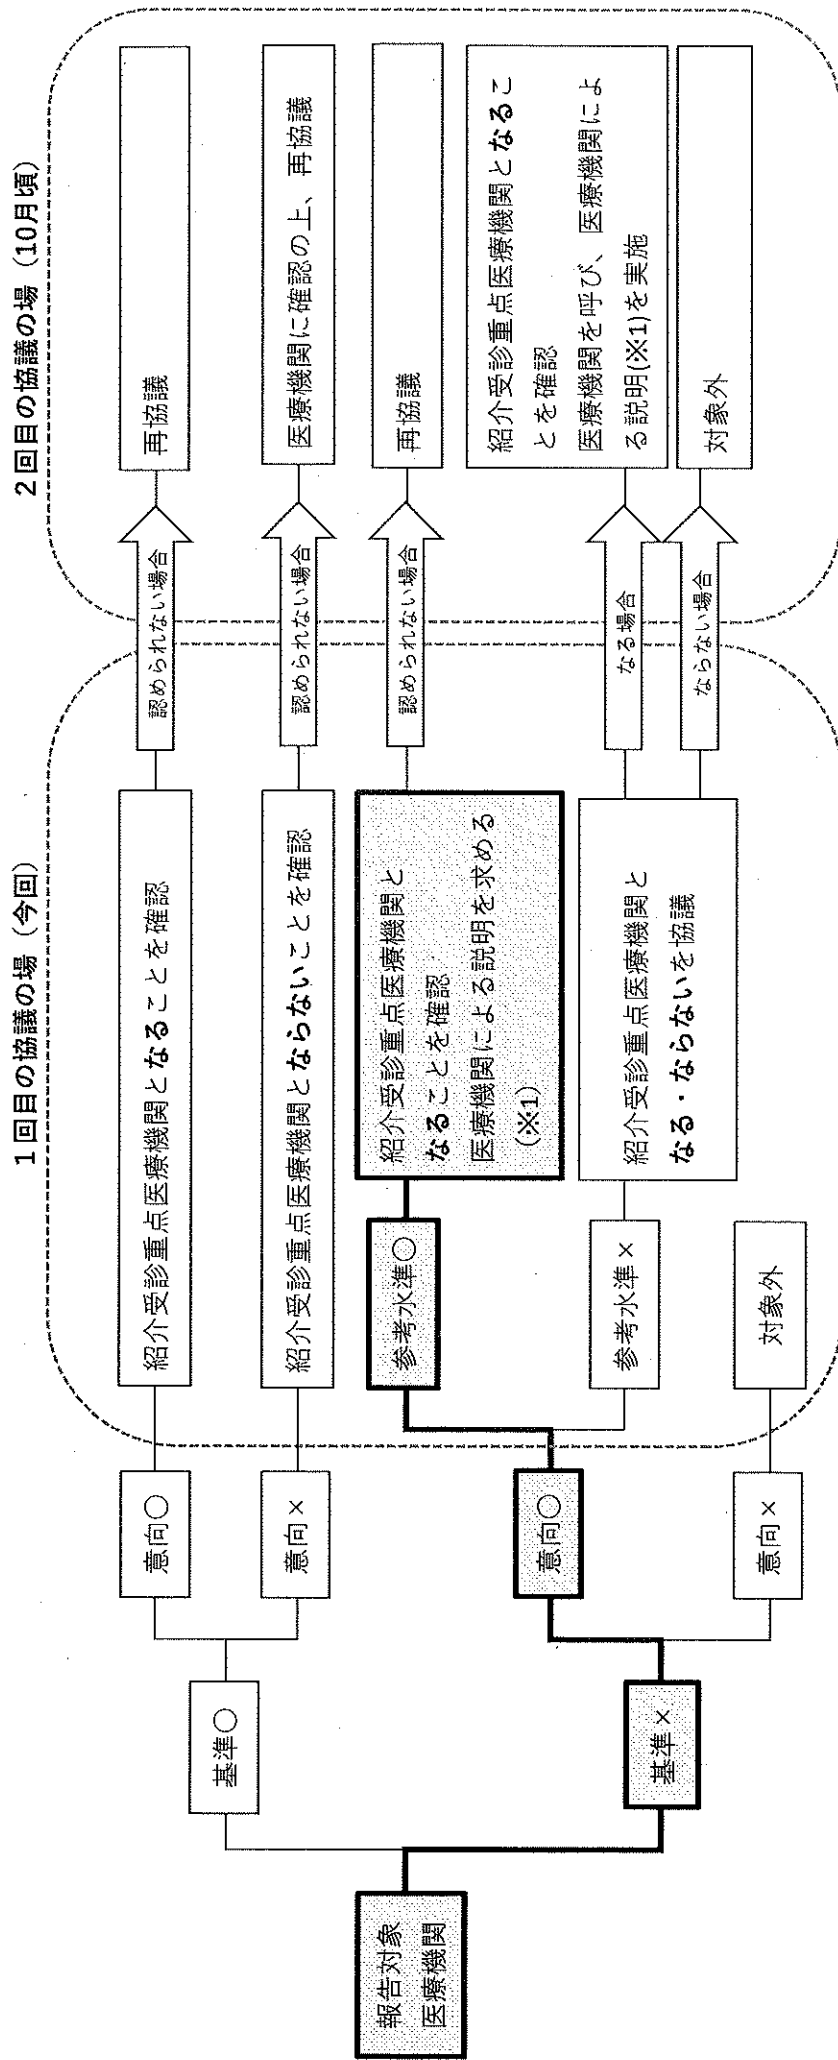 1回目の協議の場（今回）
2回目の協議の場（10月頃）
報告対象
医療機関
基準○
基準×
意向○
意向×
意向○
意向×
参考水準○
参考水準×
対象外
紹介受診重点医療機関となることを確認
紹介受診重点医療機関とならないことを確認
紹介受診重点医療機関と
なることを確認
医療機関による説明を求める
(※1)
紹介受診重点医療機関と
なる・ならないを協議
認められない場合
認められない場合
認められない場合
なる場合
ならない場合
再協議
医療機関に確認の上、再協議
再協議
紹介受診重点医療機関となるこ
とを確認
医療機関を呼び、医療機関によ
る説明(※1)を実施
対象外